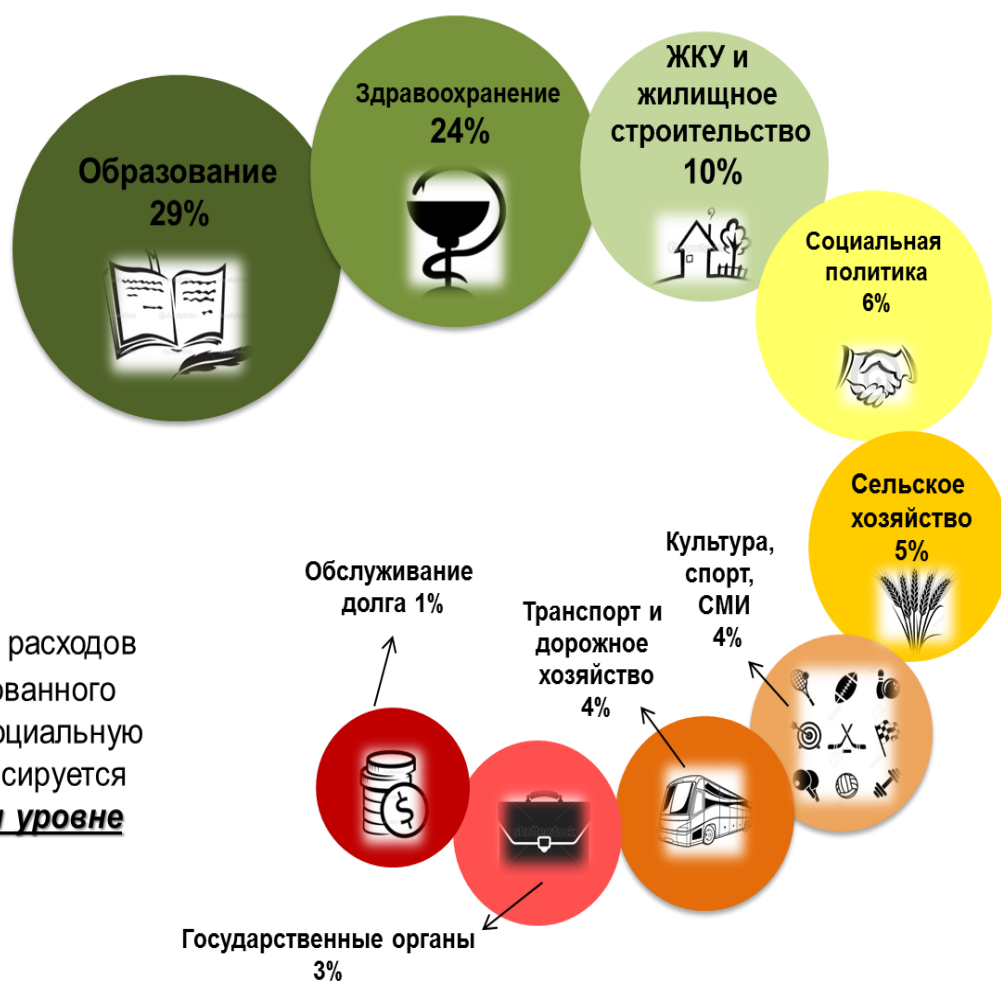 Образование
29%
Здравоохранение
24%
ЖКУ и
жилищное
строительство
10%
Социальная
политика
6%
Сельское
хозяйство
5%
Культура,
спорт,
СМИ
4%
Транспорт и
дорожное
хозяйство
4%
Обслуживание
долга 1%
Государственные органы
3%
расходов
ованного
оциальную
сируется
и уровне